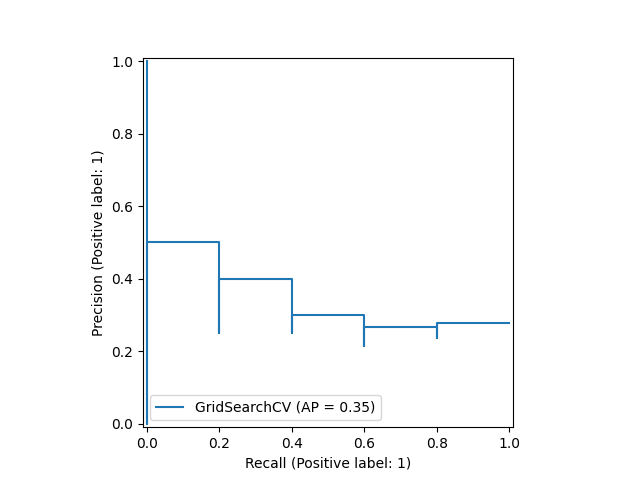 1.0
0.8
0.6
0.4
0.2
0.0
Precision (Positive label: 1)
GridSearchCV (AP = 0.35)
0.0 0.2 0.4 0.6 0.8 1.0
Recall (Positive label: 1)